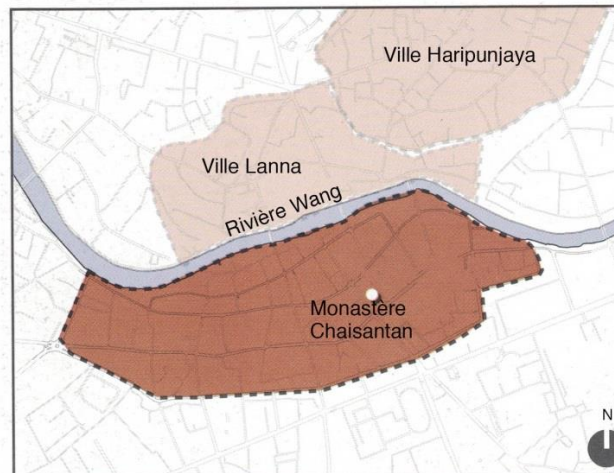 Ville Haripunjaya
Ville Lanna
Rivière Wang
Monastère
Chaisantan
N